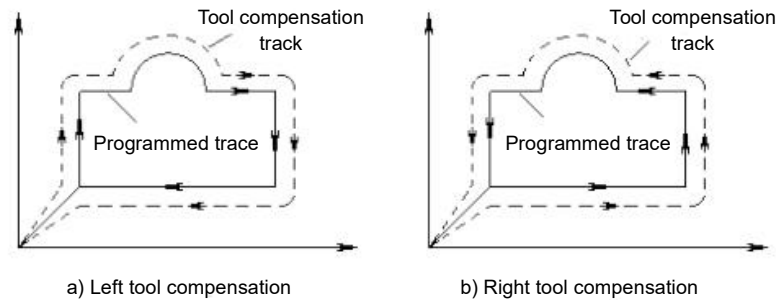 Tool compensation
track
Programmed trace
a) Left tool compensation
Tool compensation
track
Programmed trace
b) Right tool compensation